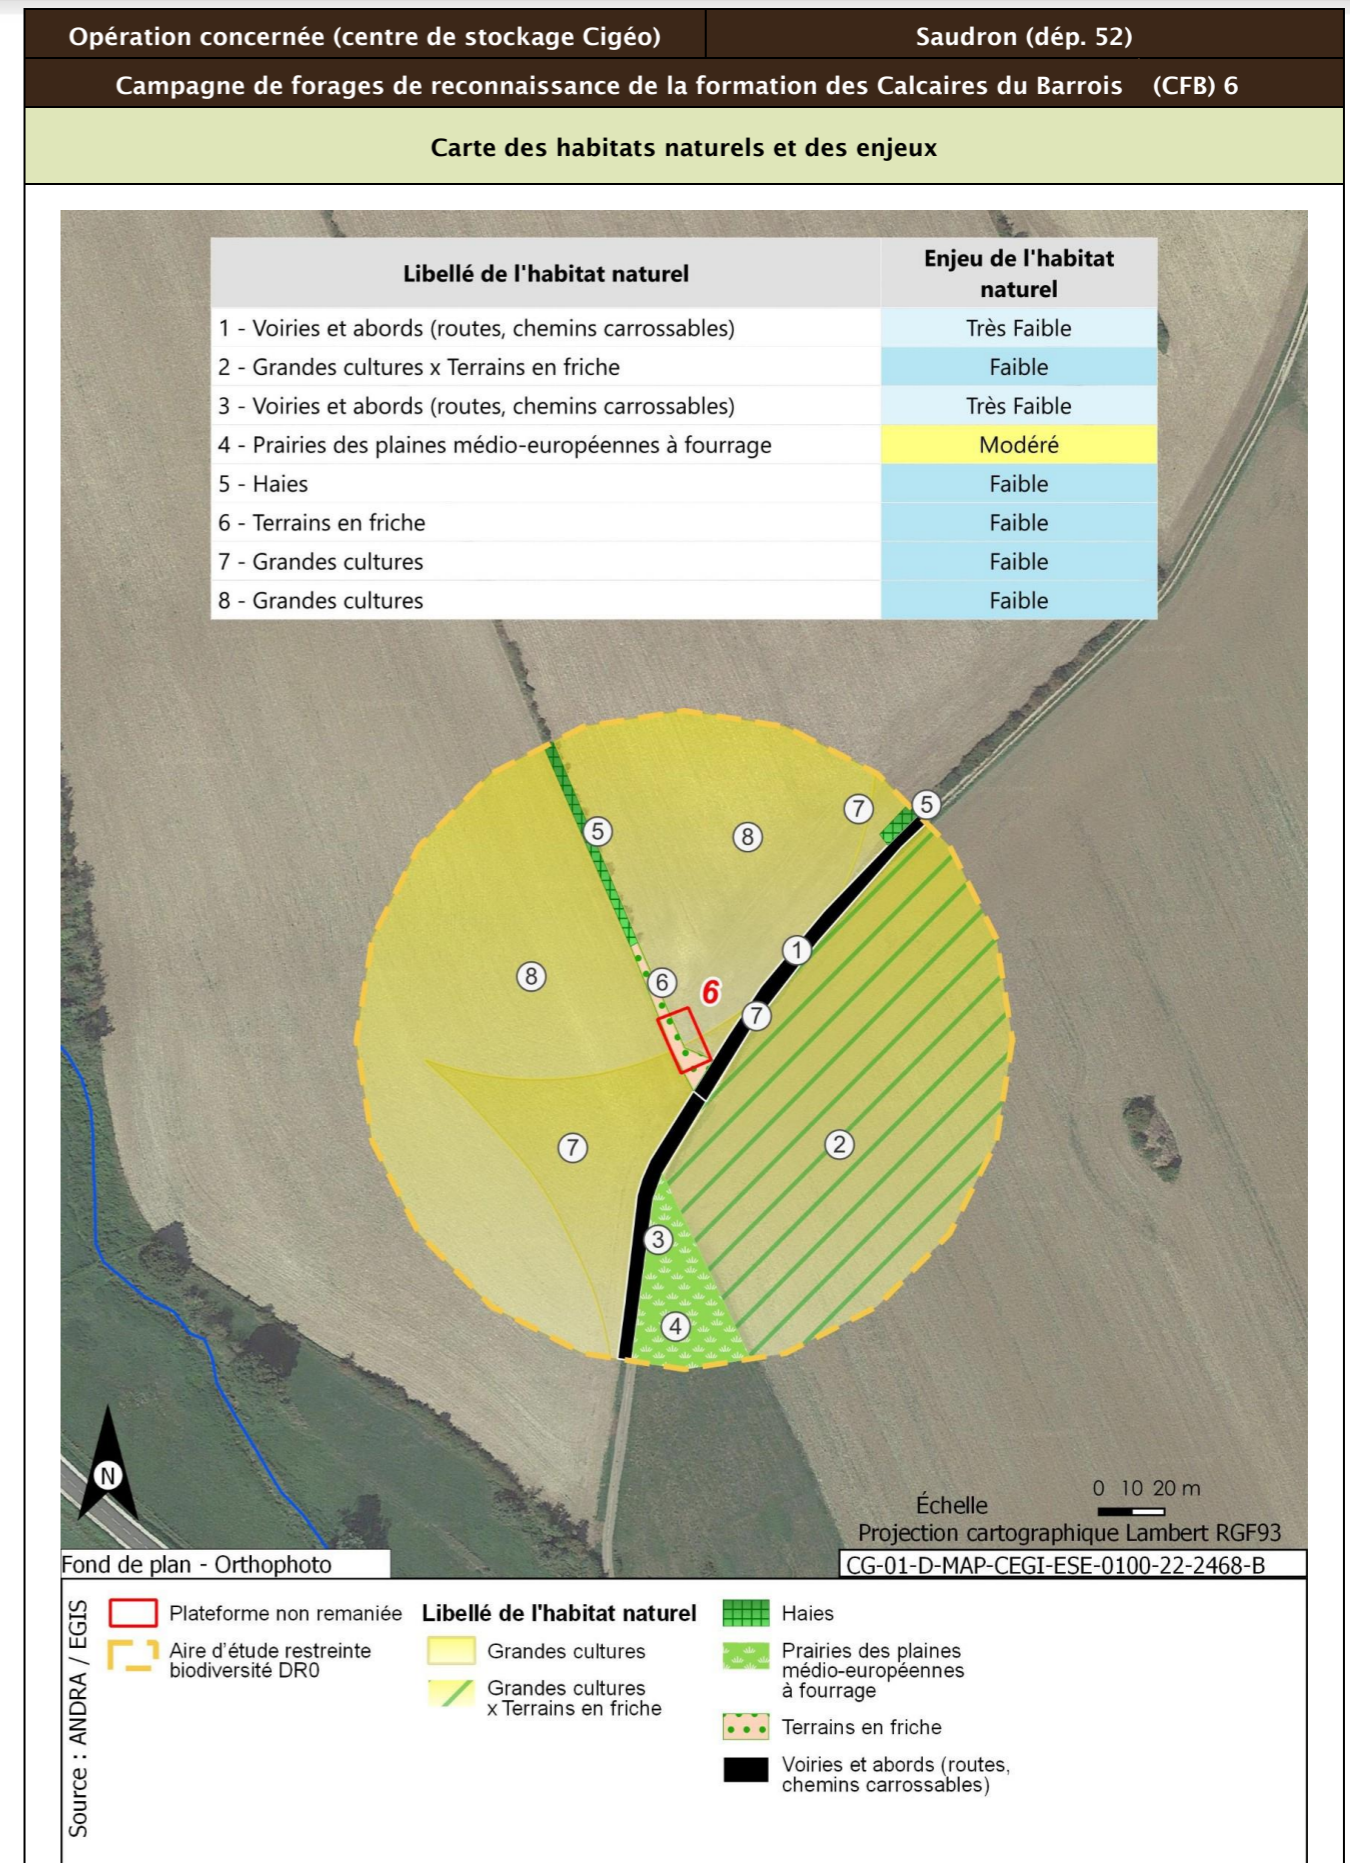 Opération concernée (centre de stockage Cigéo)
Saudron (dép. 52)
Campagne de forages de reconnaissance de la formation des Calcaires du Barrois (CFB) 6
Carte des habitats naturels et des enjeux
Libellé de l'habitat naturel
Enjeu de l'habitat
naturel
1 - Voiries et abords (routes, chemins carrossables)
Très Faible
2 - Grandes cultures x Terrains en friche
Faible
3 - Voiries et abords (routes, chemins carrossables)
Très Faible
4 - Prairies des plaines médio-européennes à fourrage
Modéré
5 - Haies
Faible
6 - Terrains en friche
Faible
7 - Grandes cultures
Faible
8 - Grandes cultures
Faible
7
5
5
8
1
8
6
6
7
7
2
3
4
N
0 10 20 m
Échelle
Projection cartographique Lambert RGF93
Fond de plan - Orthophoto
CG-01-D-MAP-CEGI-ESE-0100-22-2468-B
Source : ANDRA / EGIS
Plateforme non remaniée
Aire d'étude restreinte
biodiversité DR0
Libellé de l'habitat naturel
Grandes cultures
Grandes cultures
x Terrains en friche
Haies
Prairies des plaines
médio-européennes
à fourrage
Terrains en friche
Voiries et abords (routes,
chemins carrossables)